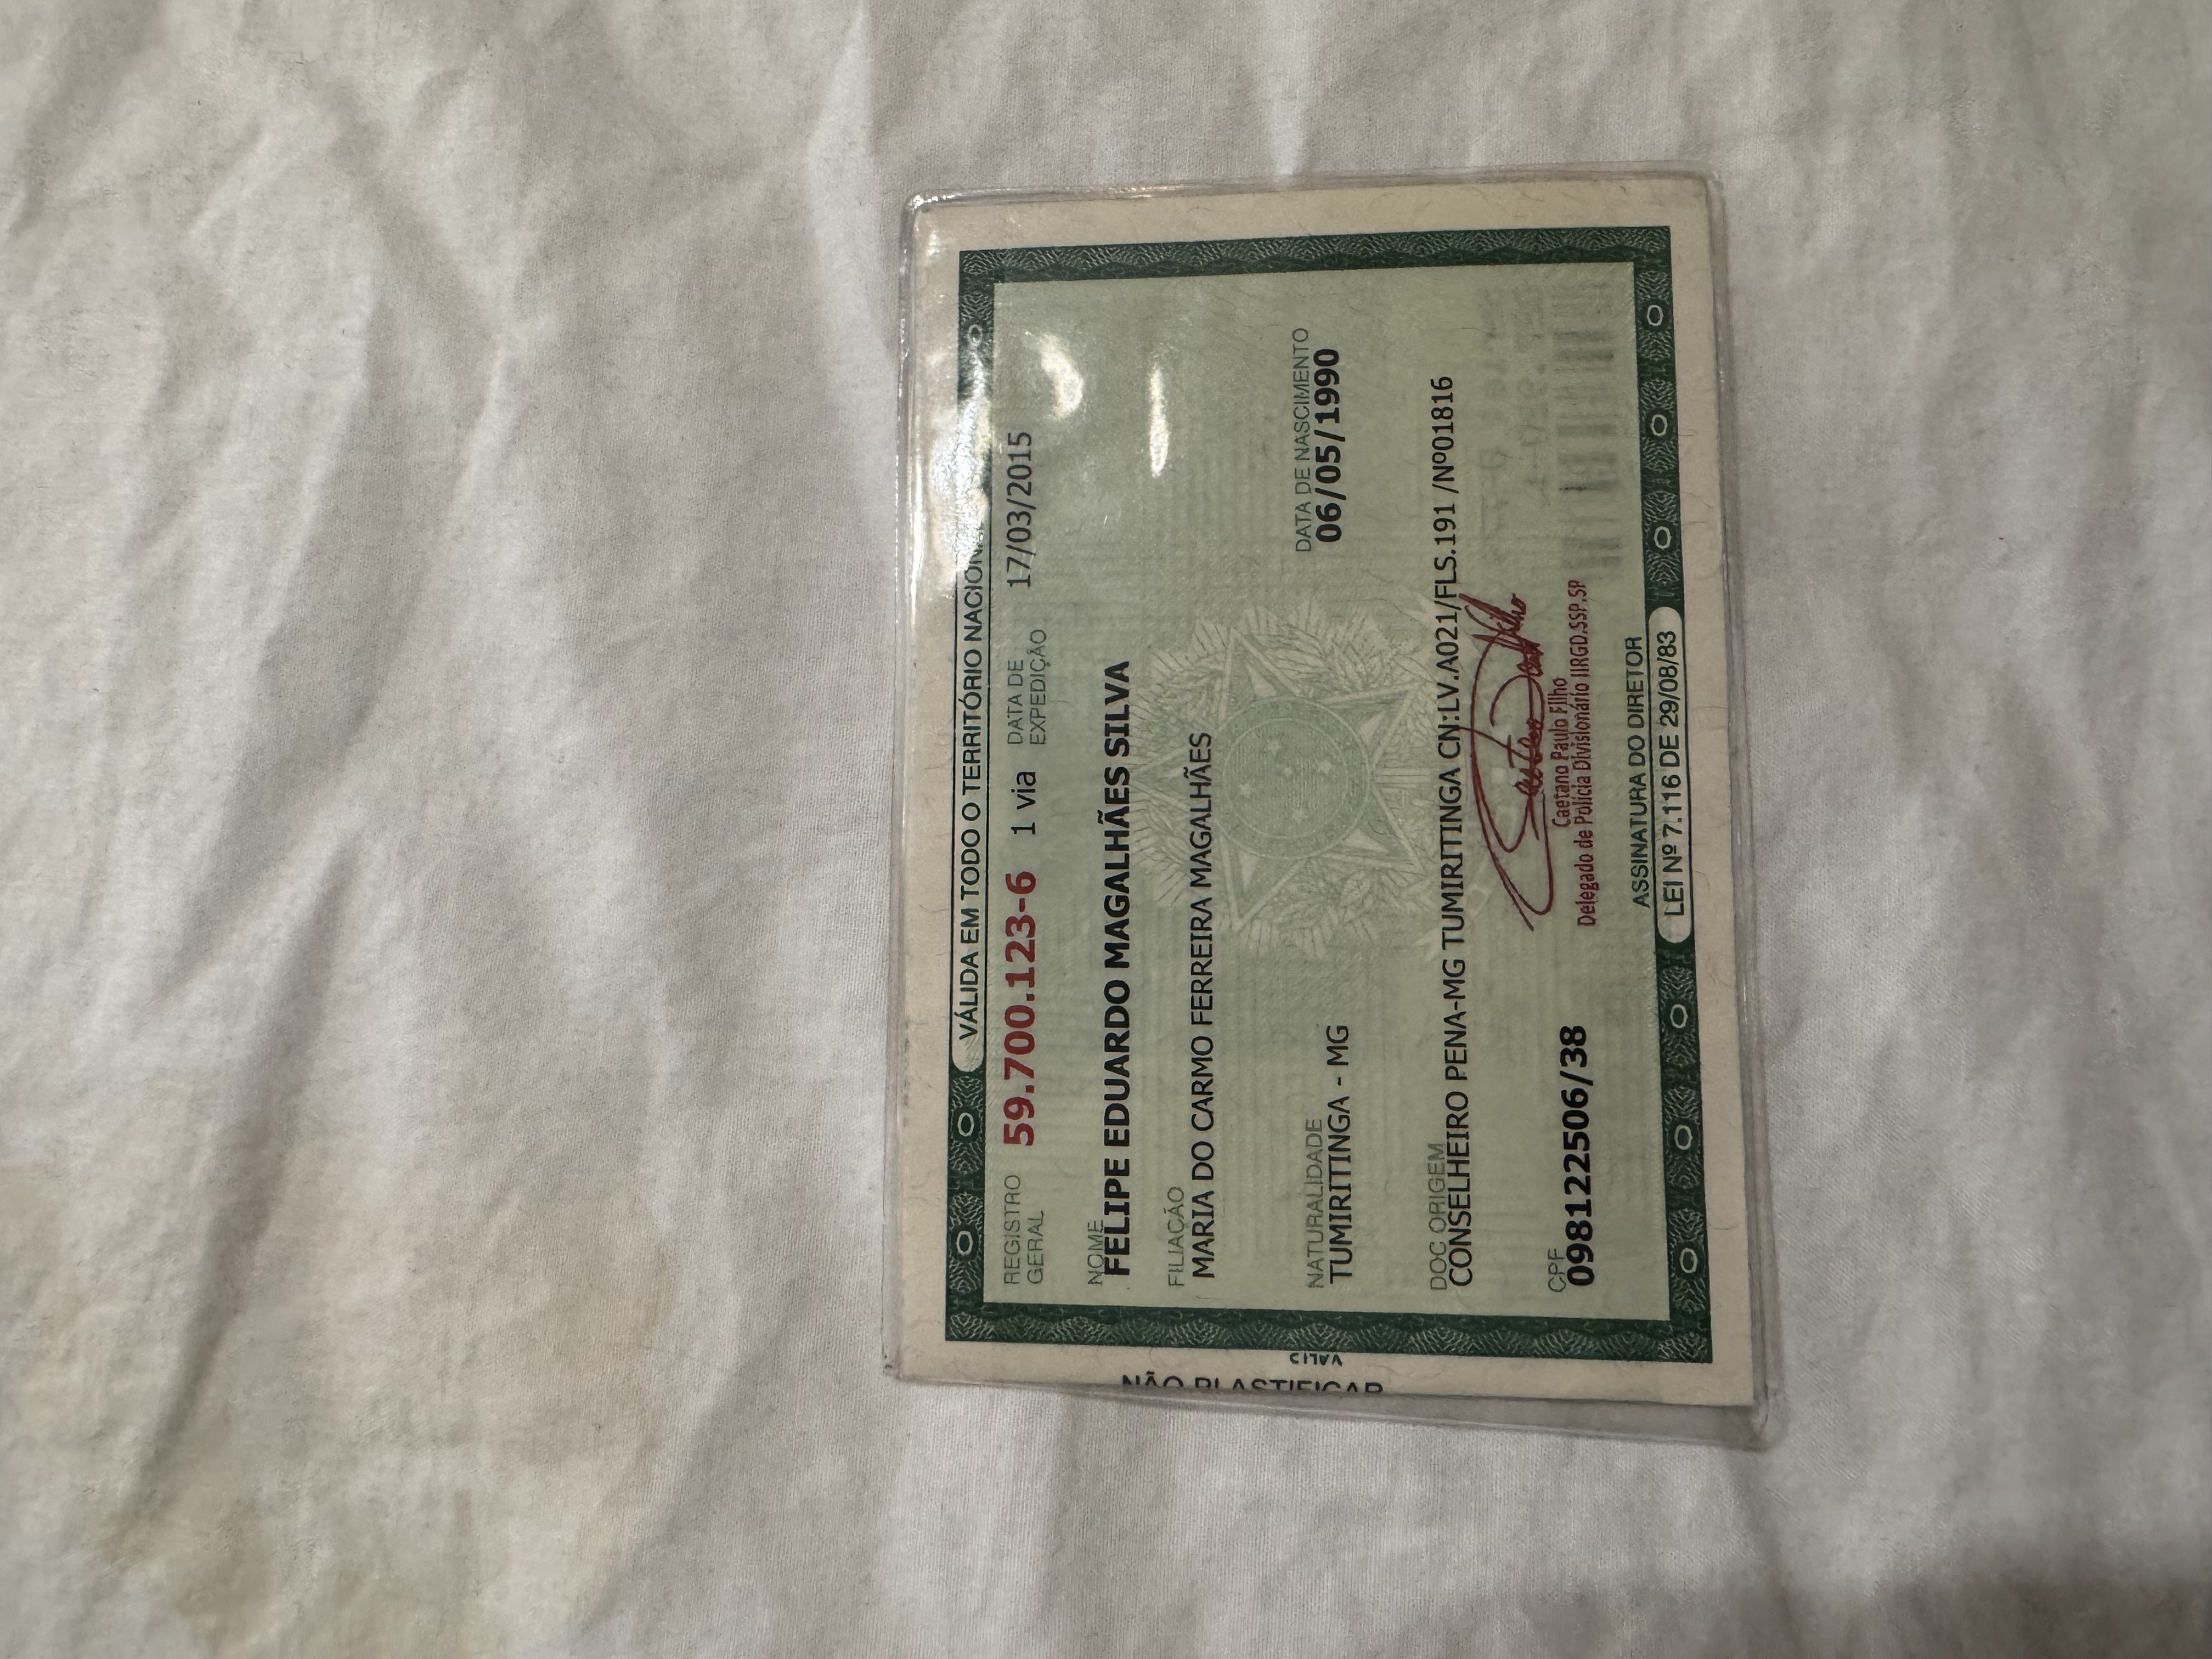 VÁLIDA EM TODO O TERRITÓRIO
REGISTRO GERAL 59.700.123-6 1 via DATA DE EXPEDIÇÃO 17/03/2015
NOME
FELIPE EDUARDO MAGALHÃES SILVA
FILIAÇÃO
MARIA DO CARMO FERREIRA MAGALHÃES
NATURALIDADE
TUMIRITINGA - MG
DATA DE NASCIMENTO
06/05/1990
DOC ORIGEM
CONSELHEIRO PENA-MG TUMIRITINGA CN:LV.A021/FLS.191 /Nº01816
CPF
098122506/38
Caetano Paulo Filho
Delegado de Polícia Divisionário IIRGD.SSP.SP
ASSINATURA DO DIRETOR
LEI Nº 7.116 DE 29/08/83
NÃO PLASTIFICAR